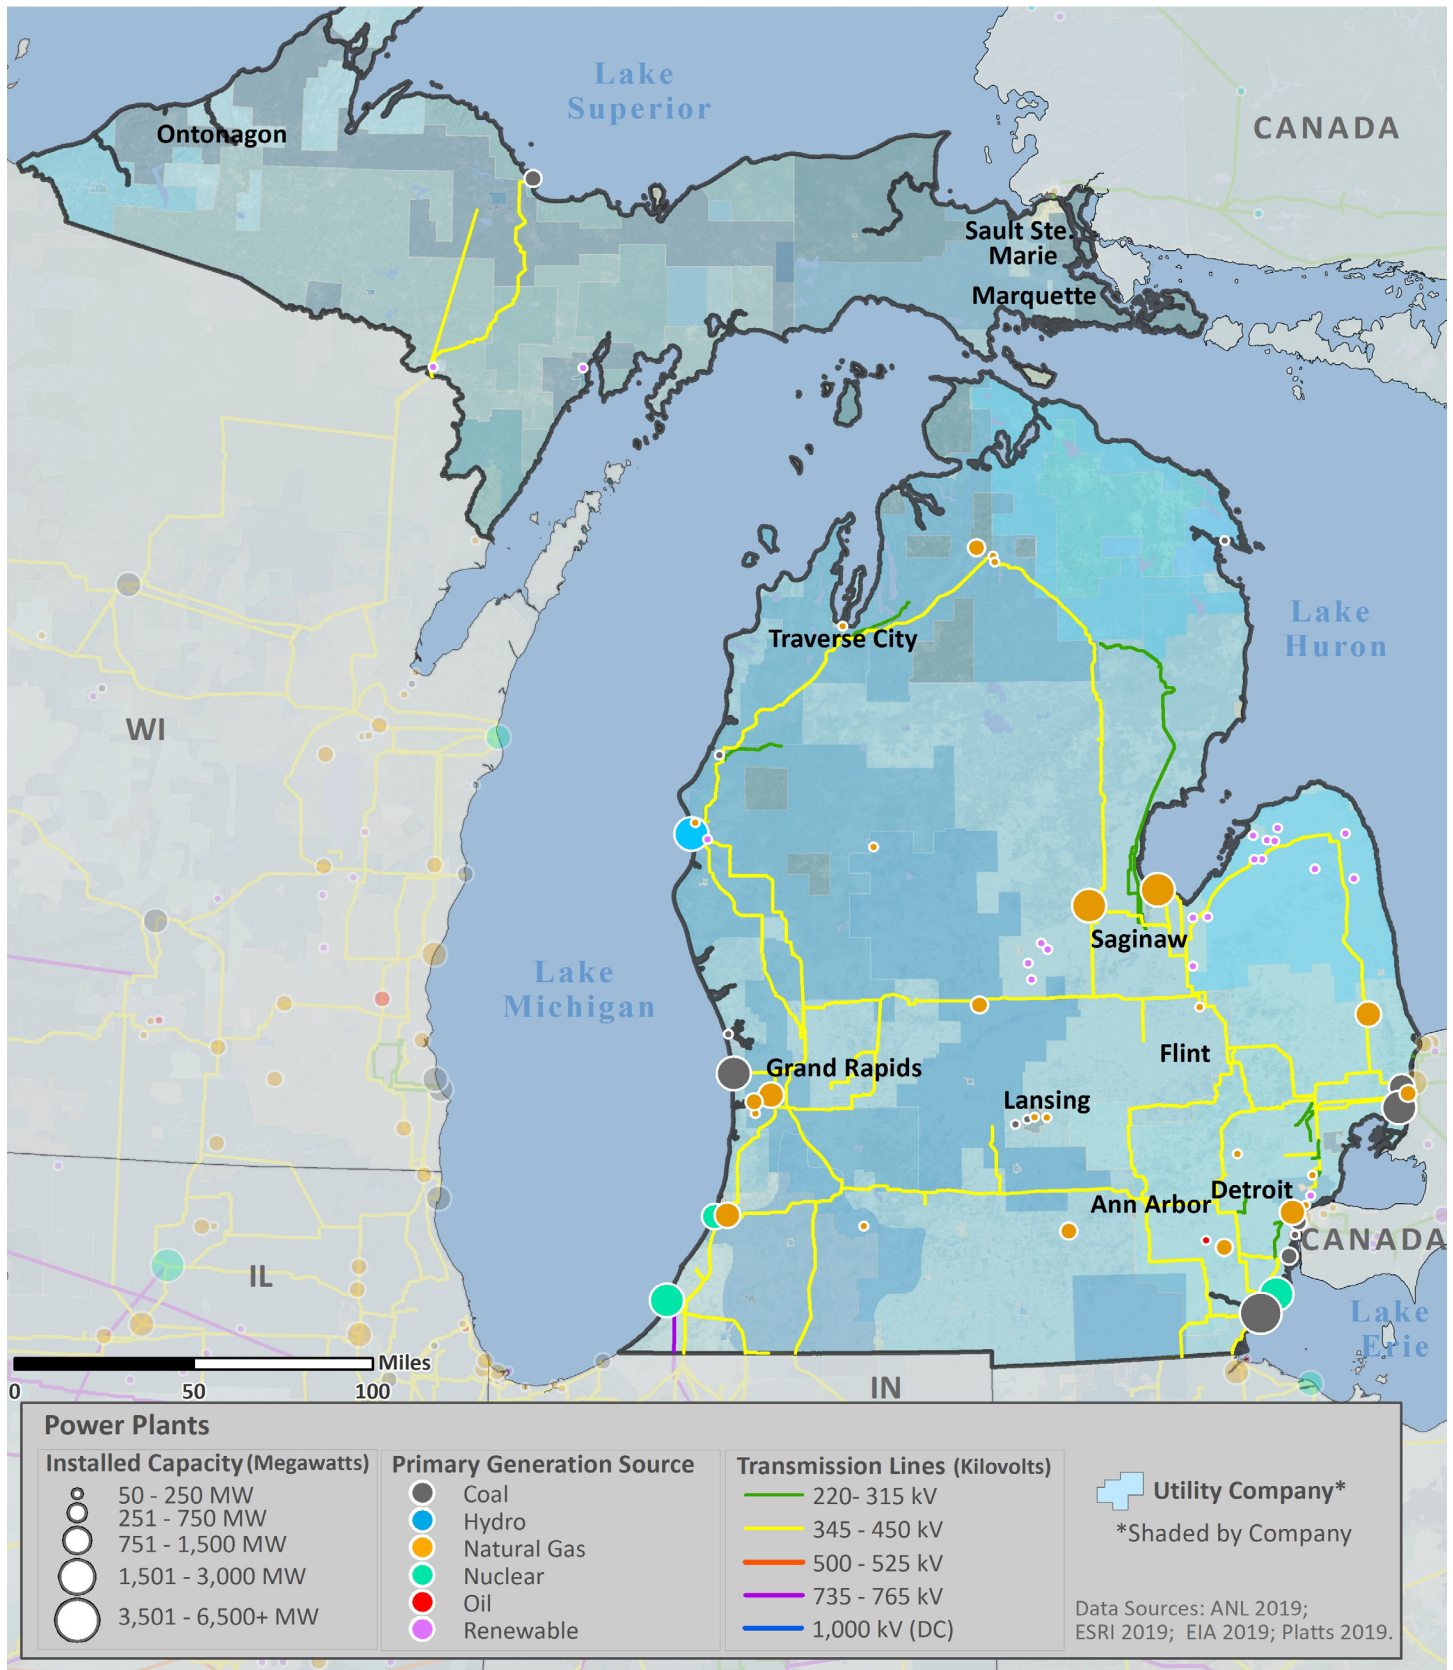 Lake
Superior
CANADA
Ontonagon
Sault Ste.
Marie
Marquette
Lake
Huron
Traverse City
WI
Saginaw
Lake
Michigan
Flint
Grand Rapids
Lansing
Ann Arbor
Detroit
CANADA
IL
Lake
Erie
Miles
0 50 100
IN
Power Plants
Installed Capacity (Megawatts)
50 - 250 MW
251 - 750 MW
751 - 1,500 MW
1,501 - 3,000 MW
3,501 - 6,500+ MW
Primary Generation Source
Coal
Hydro
Natural Gas
Nuclear
Oil
Renewable
Transmission Lines (Kilovolts)
220- 315 kV
345 - 450 kV
500 - 525 kV
735 - 765 kV
1,000 kV (DC)
Utility Company*
*Shaded by Company
Data Sources: ANL 2019;
ESRI 2019; EIA 2019; Platts 2019.